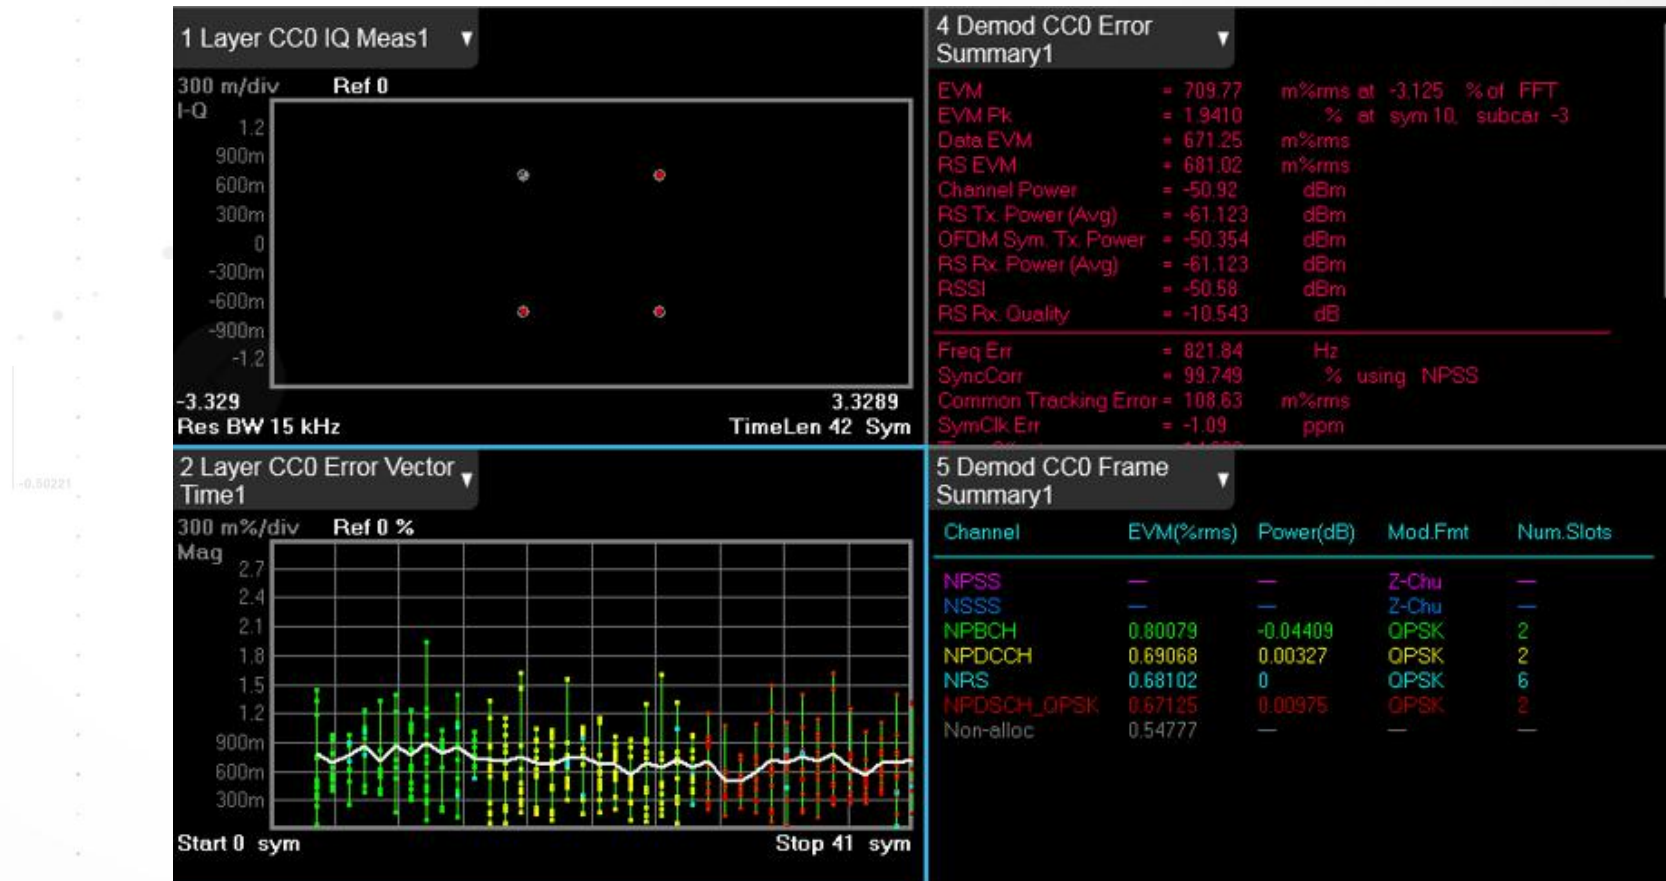 1 Layer CC0 IQ Meas1
300 m/div Ref 0
I-Q
1.2
900m
600m
300m
0
-300m
-600m
-900m
-1.2
-3.329 3.3289
Res BW 15 kHz TimeLen 42 Sym
4 Demod CC0 Error
Summary1
EVM = 709.77 m%rms at -3.125 % of FFT
EVM Pk = 1.9410 % at sym 10, subcar -3
Data EVM = 671.25 m%rms
RS EVM = 681.02 m%rms
Channel Power = -50.92 dBm
RS Tx. Power (Avg) = -61.123 dBm
OFDM Sym. Tx. Power = -50.354 dBm
RS Rx. Power (Avg) = -61.123 dBm
RSSI = -50.58 dBm
RS Rx. Quality = -10.543 dB
Freq Err = 821.84 Hz
SyncCorr = 99.749 % using NPSS
Common Tracking Error = 108.63 m%rms
SymClk Err = -1.09 ppm
2 Layer CC0 Error Vector
Time1
300 m%/div Ref 0 %
Mag
2.7
2.4
2.1
1.8
1.5
1.2
900m
600m
300m
Start 0 sym Stop 41 sym
5 Demod CC0 Frame
Summary1
Channel EVM(%rms) Power(dB) Mod.Fmt Num.Slots
NPSS — — Z-Chu —
NSSS — — Z-Chu —
NPBCH 0.80079 -0.04409 QPSK 2
NPDCCH 0.69068 0.00327 QPSK 2
NRS 0.68102 0 QPSK 6
NPDSCH_QPSK 0.67125 0.00975 QPSK 2
Non-alloc 0.54777 — — —
-0.50221